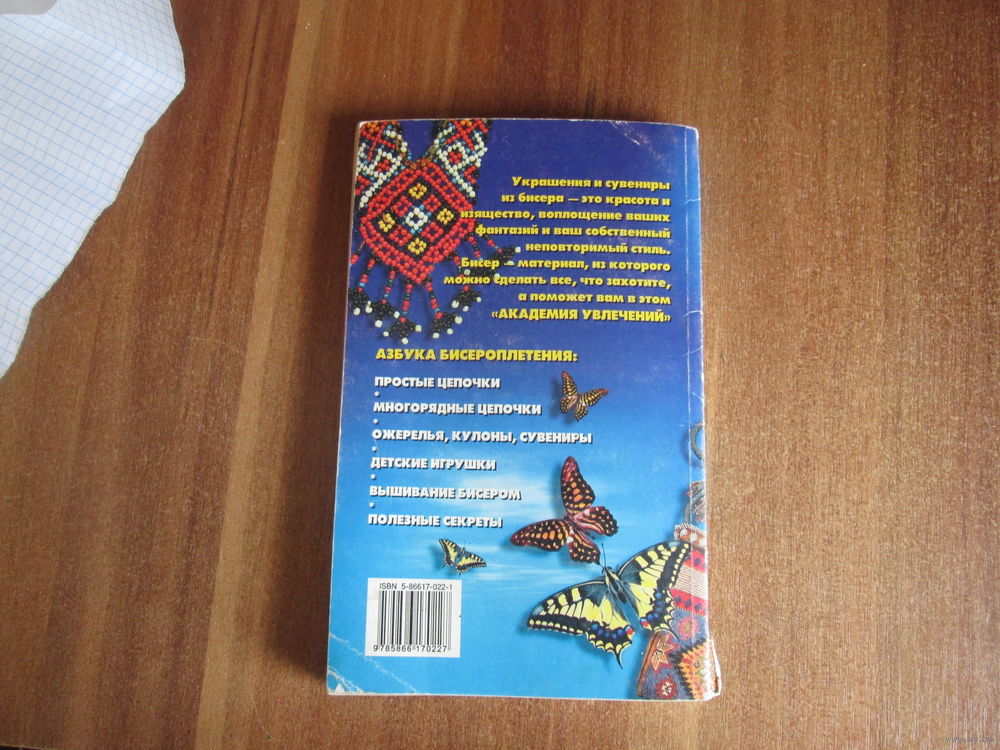 Украшения и сувениры
из бисера — это красота и
изящество, воплощение ваших
фантазий и ваш собственный
неповторимый стиль.
Бисер — материал, из которого
можно сделать все, что захотите,
а поможет вам в этом
«АКАДЕМИЯ УВЛЕЧЕНИЙ»
АЗБУКА БИСЕРОПЛЕТЕНИЯ:
ПРОСТЫЕ ЦЕПОЧКИ
•
МНОГОРЯДНЫЕ ЦЕПОЧКИ
•
ОЖЕРЕЛЬЯ, КУЛОНЫ, СУВЕНИРЫ
•
ДЕТСКИЕ ИГРУШКИ
•
ВЫШИВАНИЕ БИСЕРОМ
•
ПОЛЕЗНЫЕ СЕКРЕТЫ
ISBN 5-86617-022-1
9785866170227